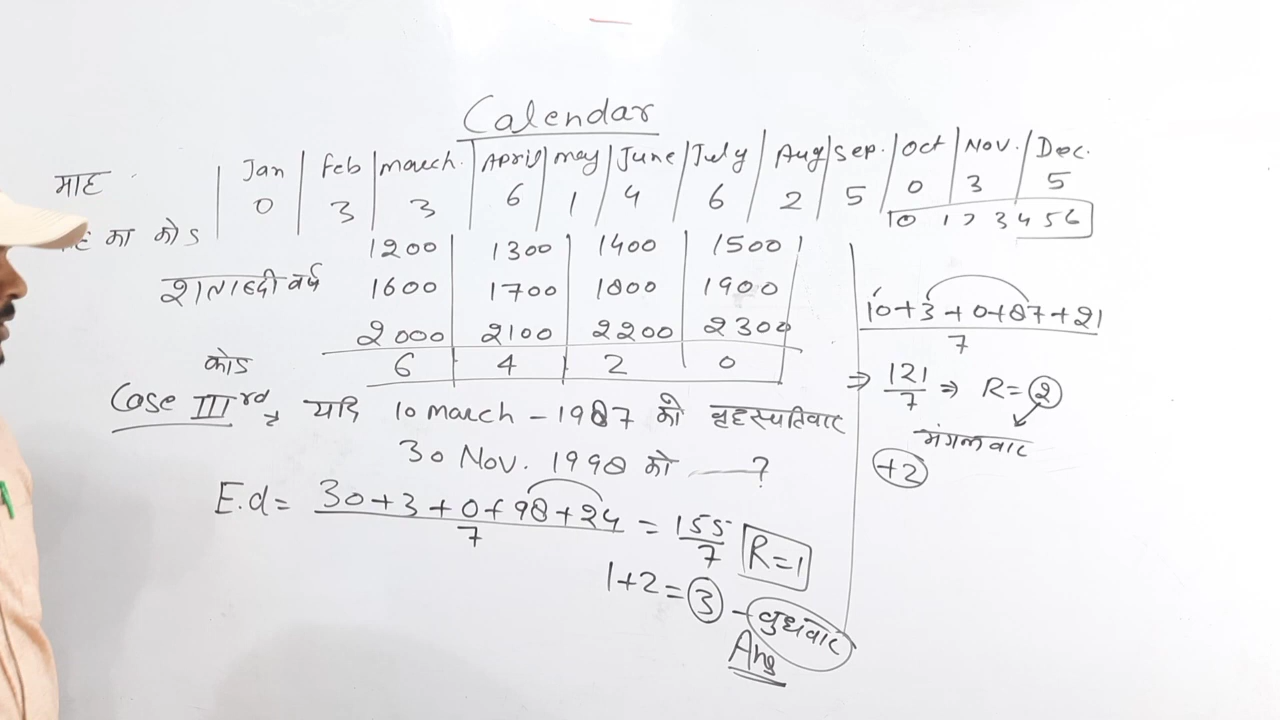 Calendar
माह Jan Feb march. April may June July Aug Sep. Oct Nov. Dec.
का कोड 0 3 3 6 1 4 6 2 5 0 3 5
0 1 2 3 4 5 6
शताब्दी वर्ष 1200 1300 1400 1500
1600 1700 1800 1900
2000 2100 2200 2300
कोड 6 4 2 0
Case III rd, यदि 10 march - 1987 को बृहस्पतिवार
30 Nov. 1998 को —?
E.d = 30+3+0+98+24 / 7 = 155 / 7 R=1
1+2 = 3 - बुधवार
Ans
10+3+0+87+21 / 7
⇒ 121 / 7 ⇒ R = 2
मंगलवार
+2